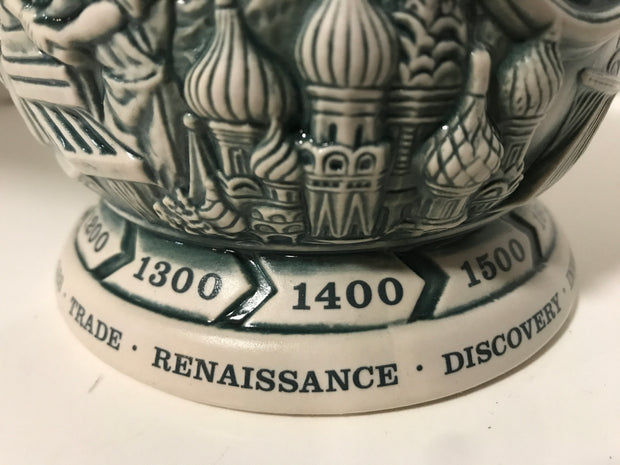 1300 1400 1500
TRADE · RENAISSANCE · DISCOVERY ·